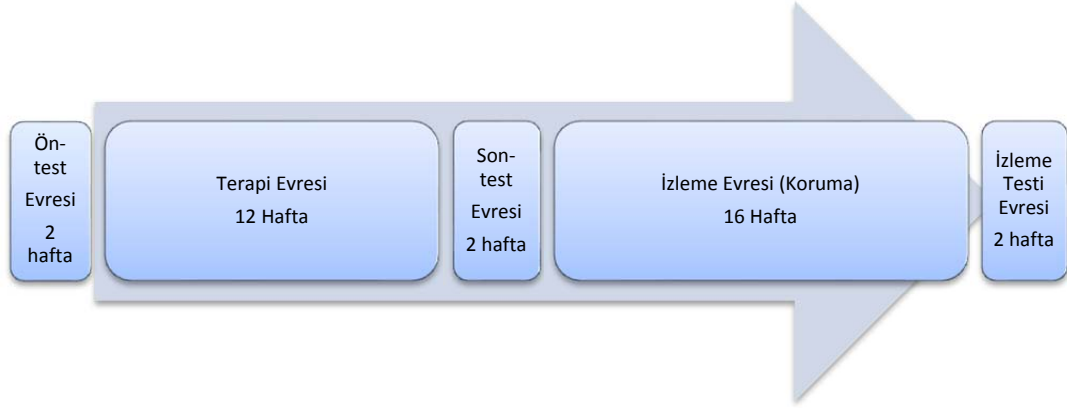 Ön-
test
Evresi
2
hafta
Terapi Evresi
12 Hafta
Son-
test
Evresi
2 hafta
İzleme Evresi (Koruma)
16 Hafta
İzleme
Testi
Evresi
2 hafta